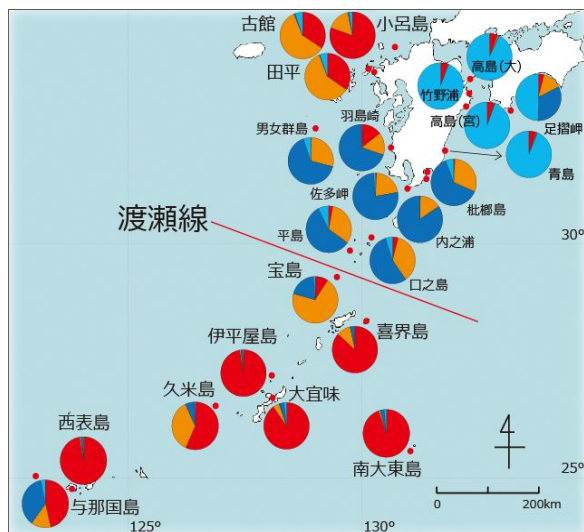 古館
小呂島
田平
高島(大)
竹野浦
羽島崎
高島(宮)
足摺岬
男女群島
青島
佐多岬
枇榔島
渡瀬線
平島
内之浦
30°
宝島
口之島
喜界島
伊平屋島
久米島
大宜味
西表島
南大東島
25°
与那国島
125°
130°
0
200km